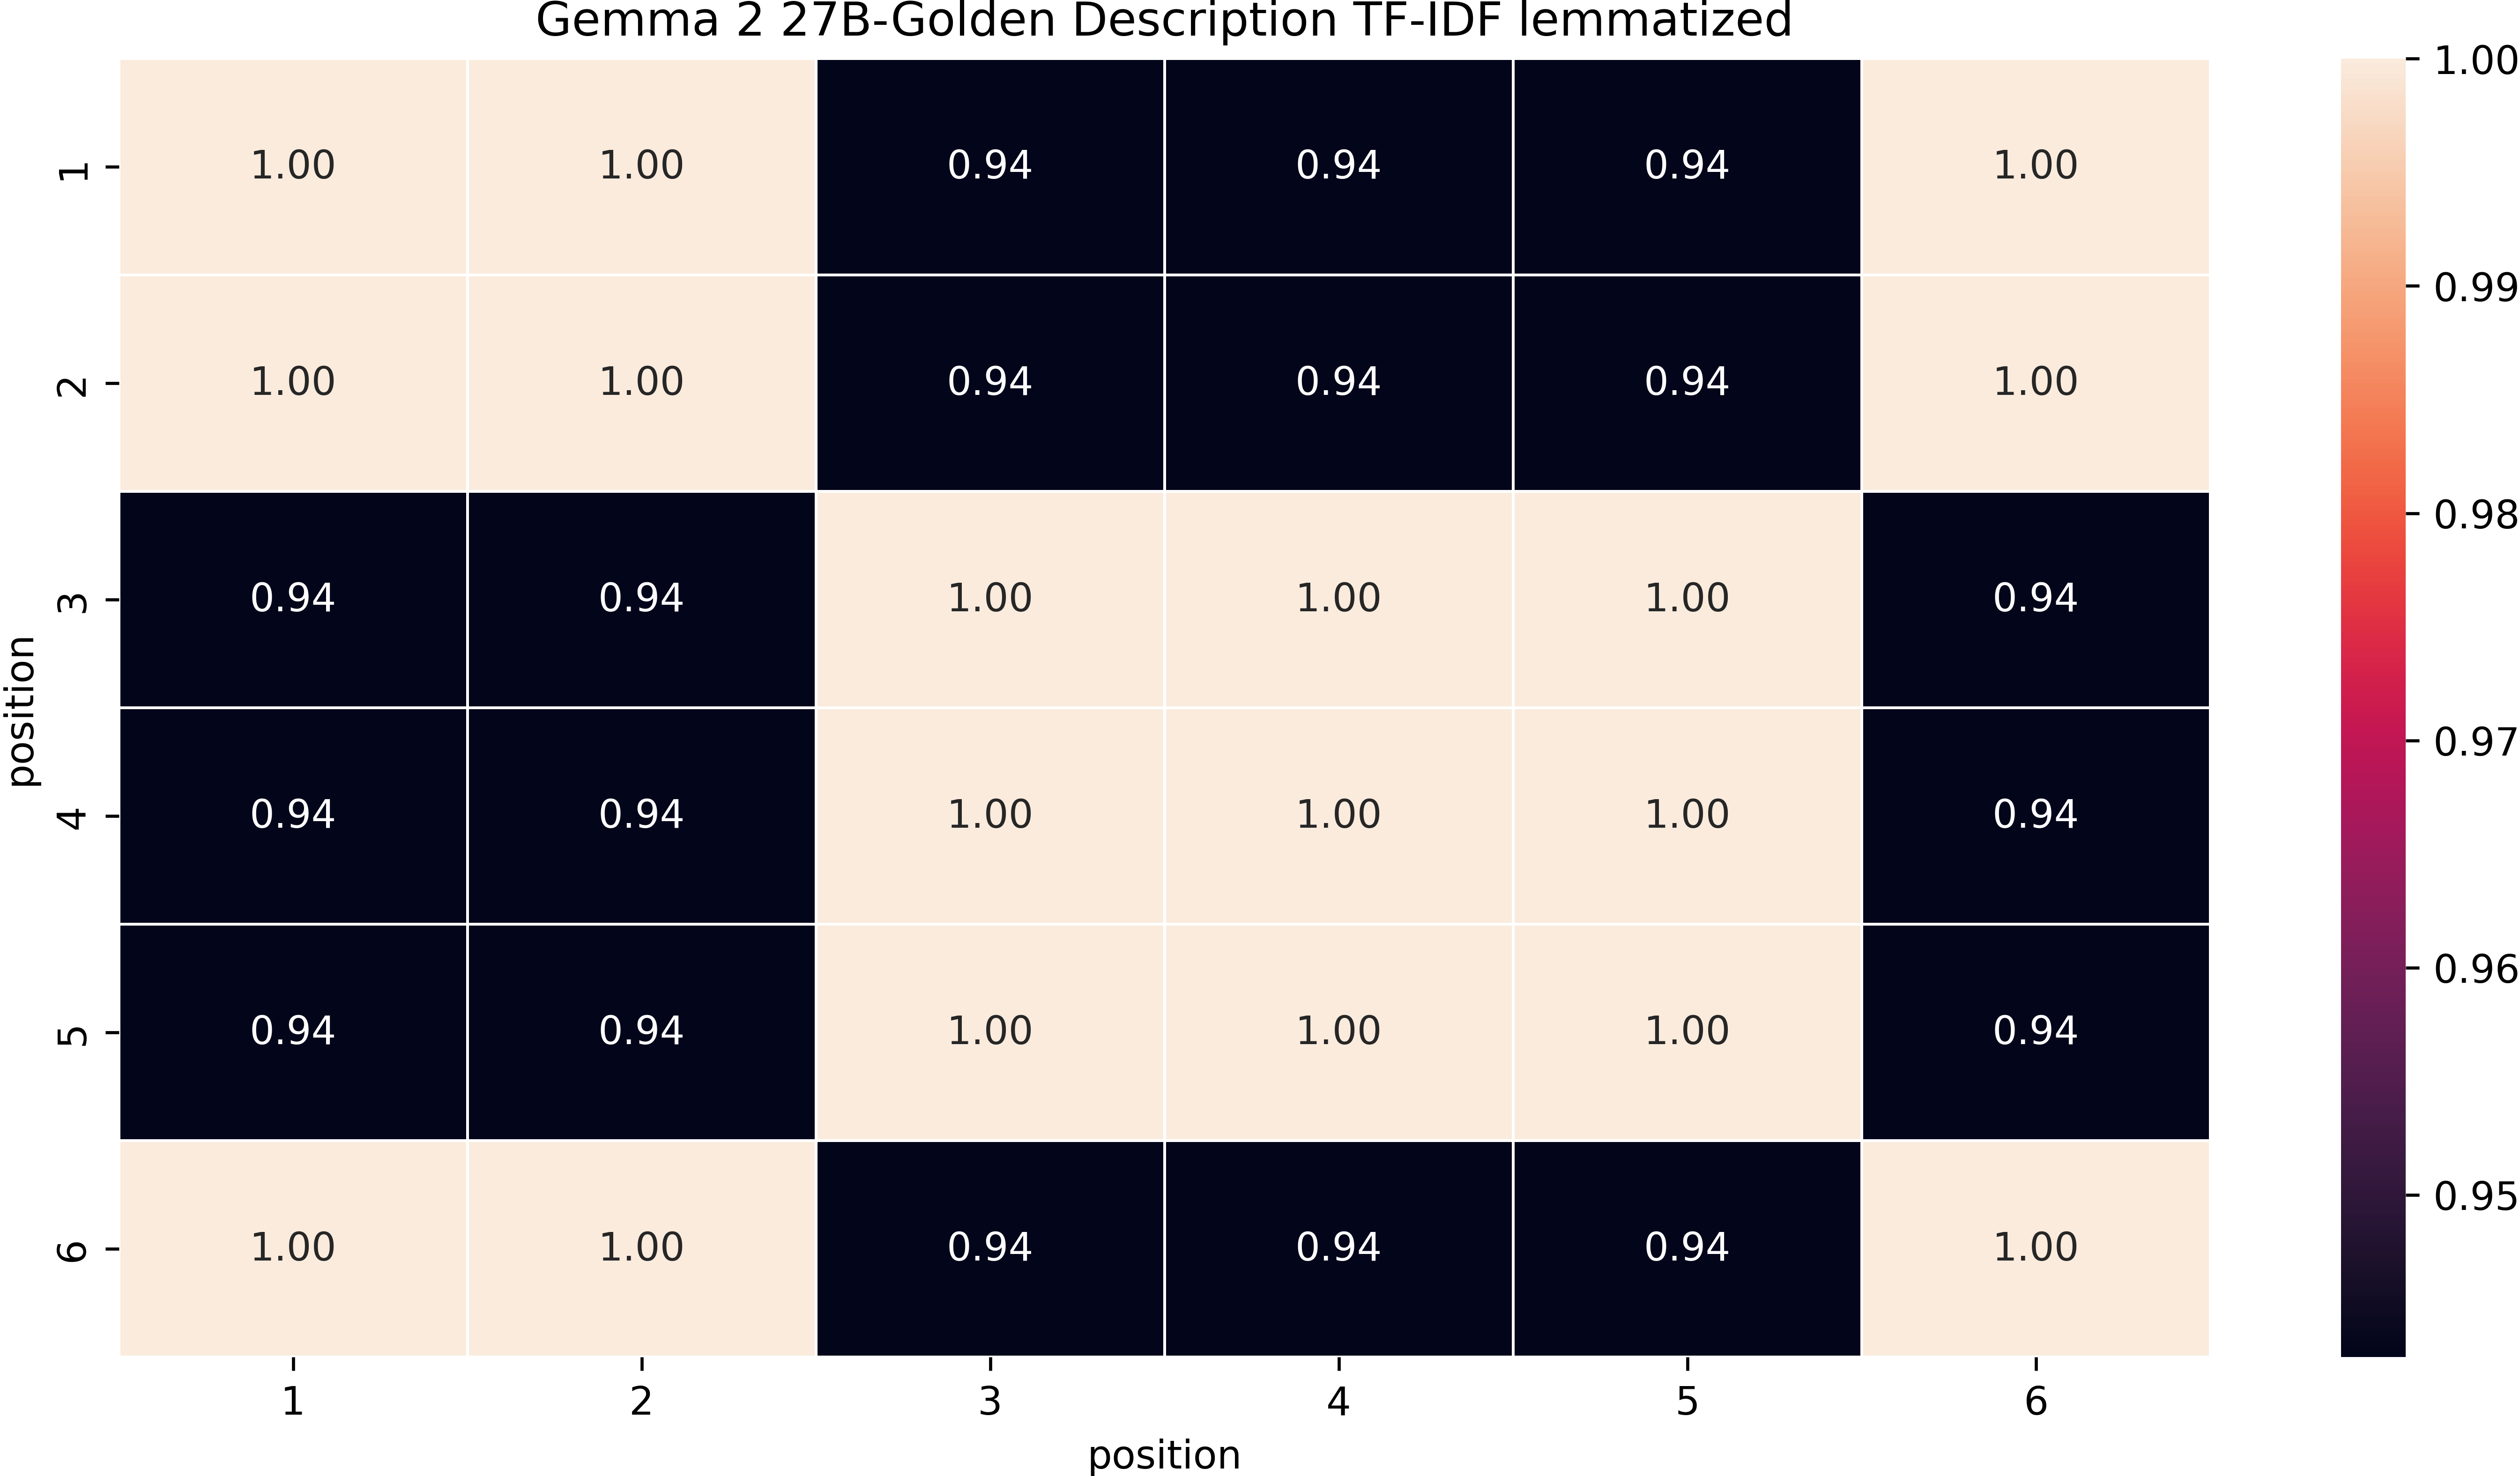 Gemma 2 27B-Golden Description TF-IDF lemmatized
1 1.00 1.00 0.94 0.94 0.94 1.00
2 1.00 1.00 0.94 0.94 0.94 1.00
3 0.94 0.94 1.00 1.00 1.00 0.94
4 0.94 0.94 1.00 1.00 1.00 0.94
5 0.94 0.94 1.00 1.00 1.00 0.94
6 1.00 1.00 0.94 0.94 0.94 1.00
position
1 2 3 4 5 6
position
1.00
0.99
0.98
0.97
0.96
0.95